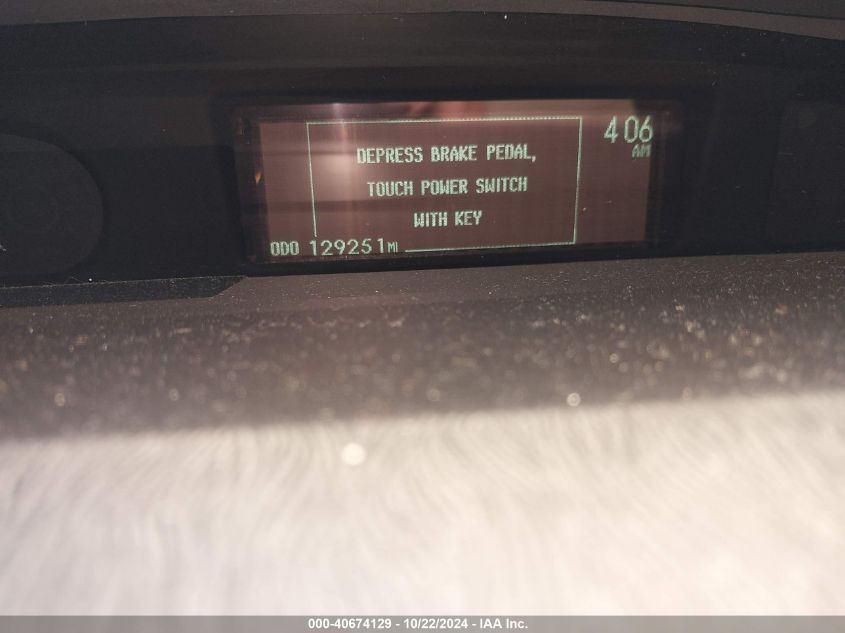 4:06
AM
DEPRESS BRAKE PEDAL,
TOUCH POWER SWITCH
WITH KEY
ODO 129251 MI
000-40674129 - 10/22/2024 - IAA Inc.